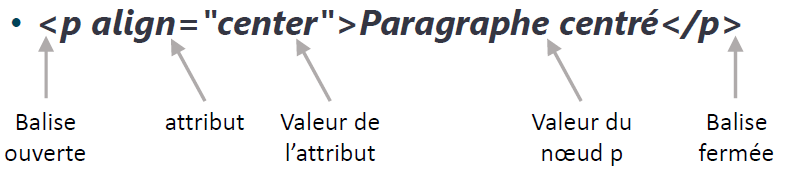 • <p align="center">Paragraphe centré</p>
Balise ouverte
attribut
Valeur de l’attribut
Valeur du nœud p
Balise fermée